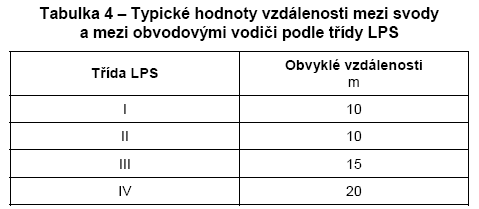 Tabulka 4 – Typické hodnoty vzdálenosti mezi svody
a mezi obvodovými vodiči podle třídy LPS
Třída LPS Obvyklé vzdálenosti
m
I 10
II 10
III 15
IV 20